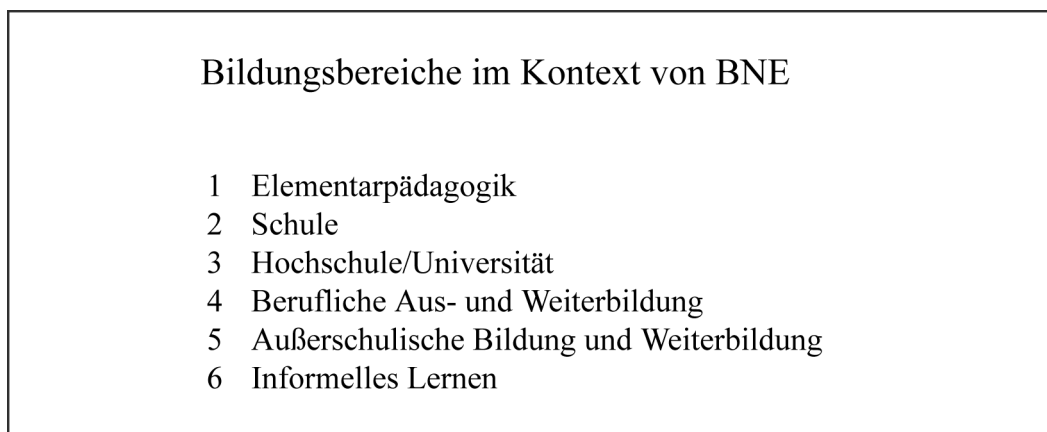 Bildungsbereiche im Kontext von BNE
1 Elementarpädagogik
2 Schule
3 Hochschule/Universität
4 Berufliche Aus- und Weiterbildung
5 Außerschulische Bildung und Weiterbildung
6 Informelles Lernen